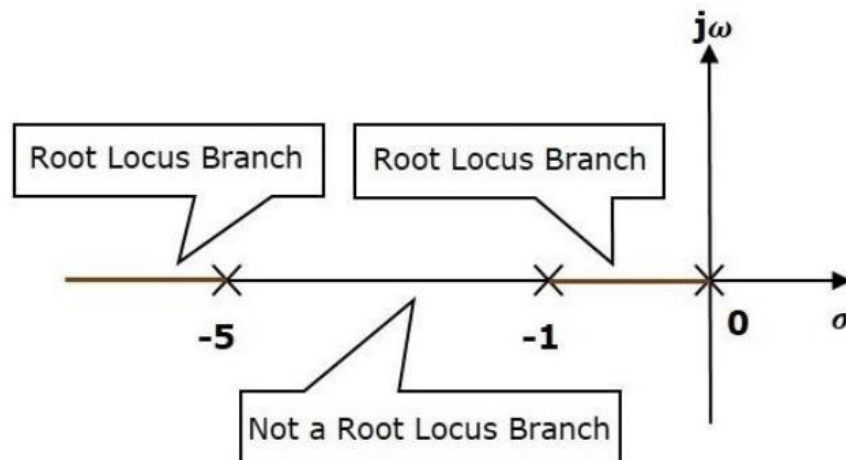 jω
Root Locus Branch
Root Locus Branch
-5
-1
0
σ
Not a Root Locus Branch